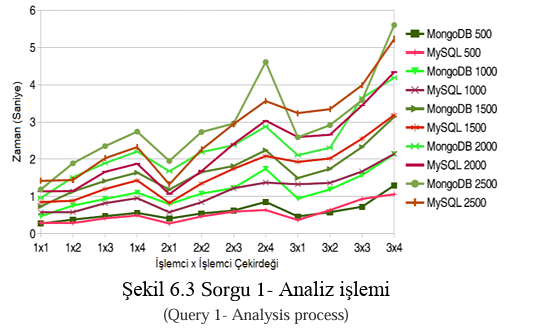 6
5
4
3
2
1
0
Zaman (Saniye)
1x1 1x2 1x3 1x4 2x1 2x2 2x3 2x4 3x1 3x2 3x3 3x4
İşlemci x İşlemci Çekirdeği
MongoDB 500
MySQL 500
MongoDB 1000
MySQL 1000
MongoDB 1500
MySQL 1500
MongoDB 2000
MySQL 2000
MongoDB 2500
MySQL 2500
Şekil 6.3 Sorgu 1- Analiz işlemi
(Query 1- Analysis process)